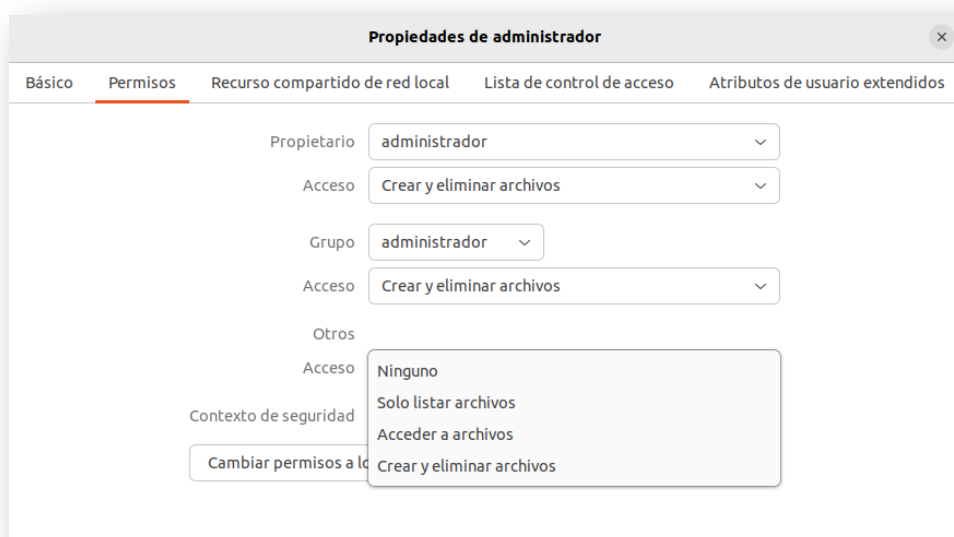 Propiedades de administrador
Básico Permisos Recurso compartido de red local Lista de control de acceso Atributos de usuario extendidos
Propietario administrador
Acceso Crear y eliminar archivos
Grupo administrador
Acceso Crear y eliminar archivos
Otros
Acceso Ninguno
Solo listar archivos
Contexto de seguridad
Acceder a archivos
Cambiar permisos a
Crear y eliminar archivos